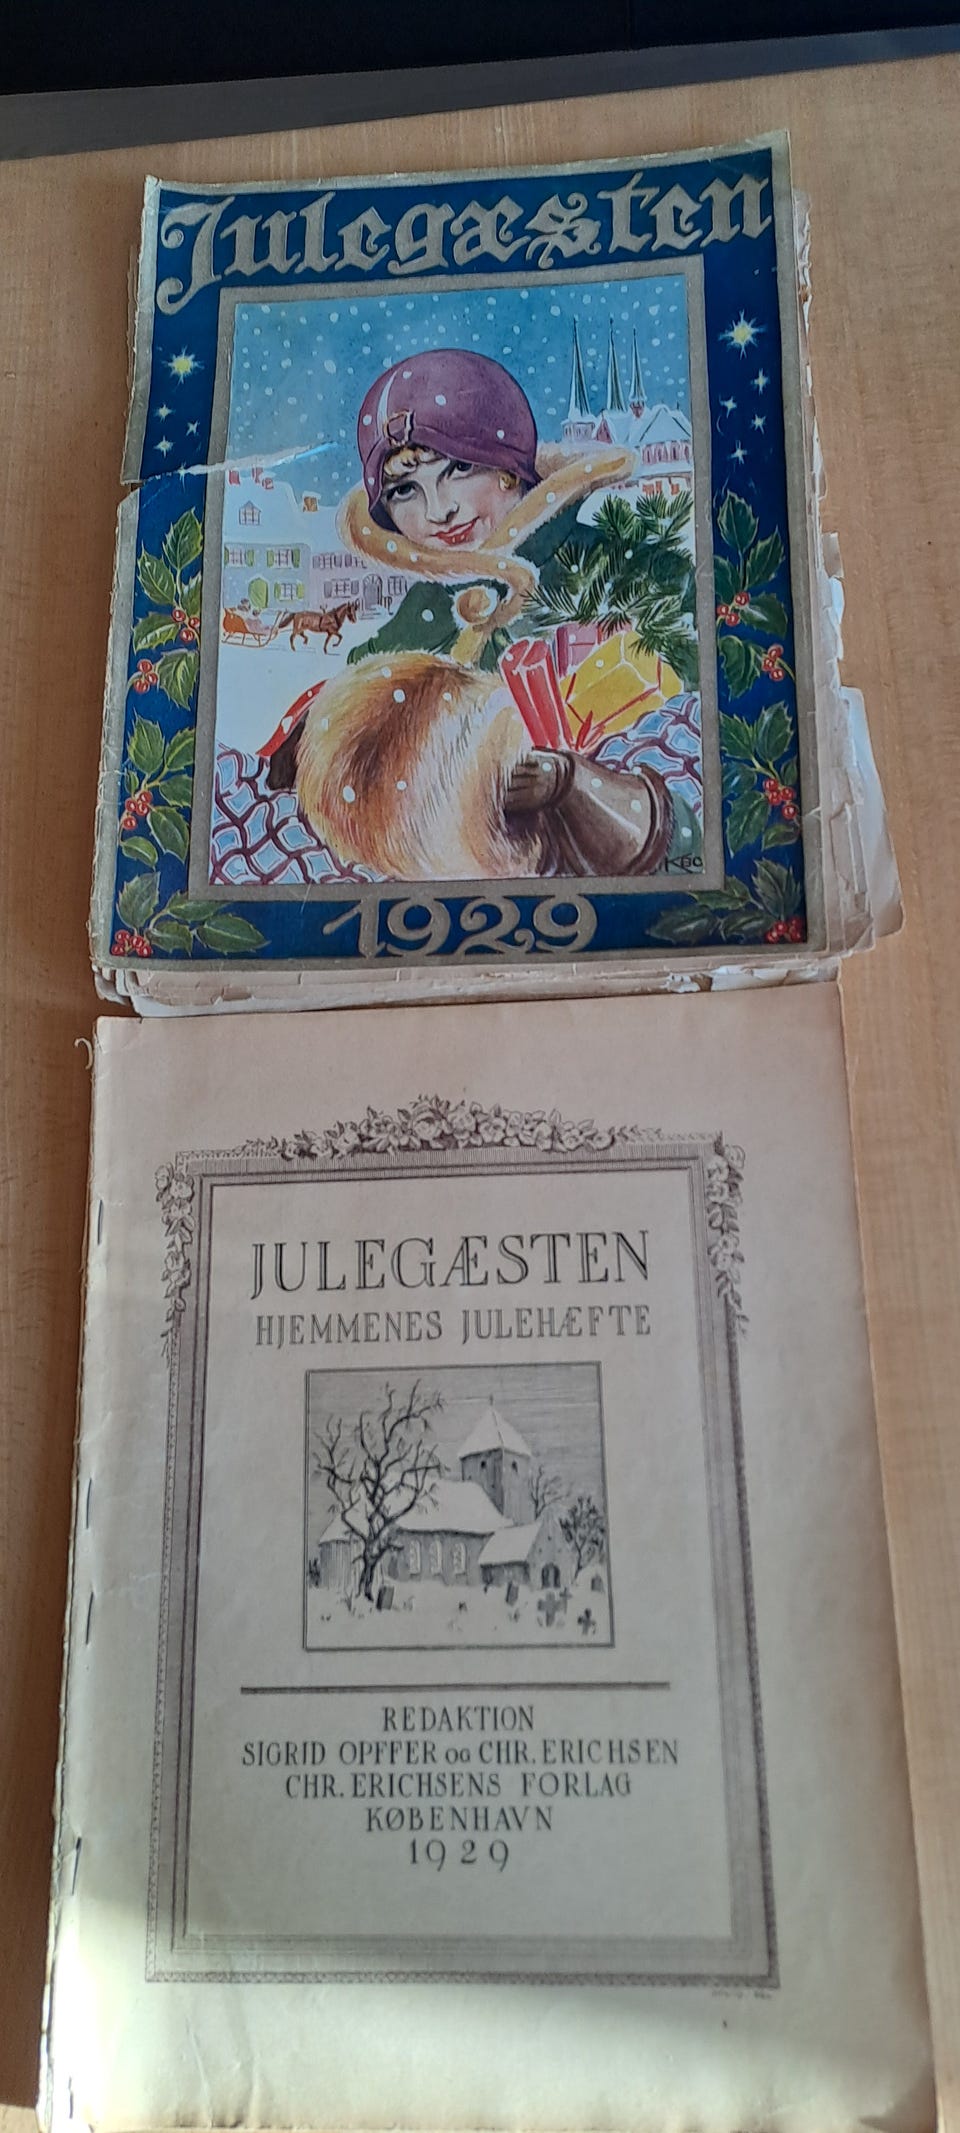 Julegæsten
1929
JULEGÆSTEN
HJEMMENES JULEHÆFTE
REDAKTION
SIGRID OPFFER OG CHR. ERICHSEN
CHR. ERICHSENS FORLAG
KØBENHAVN
1929